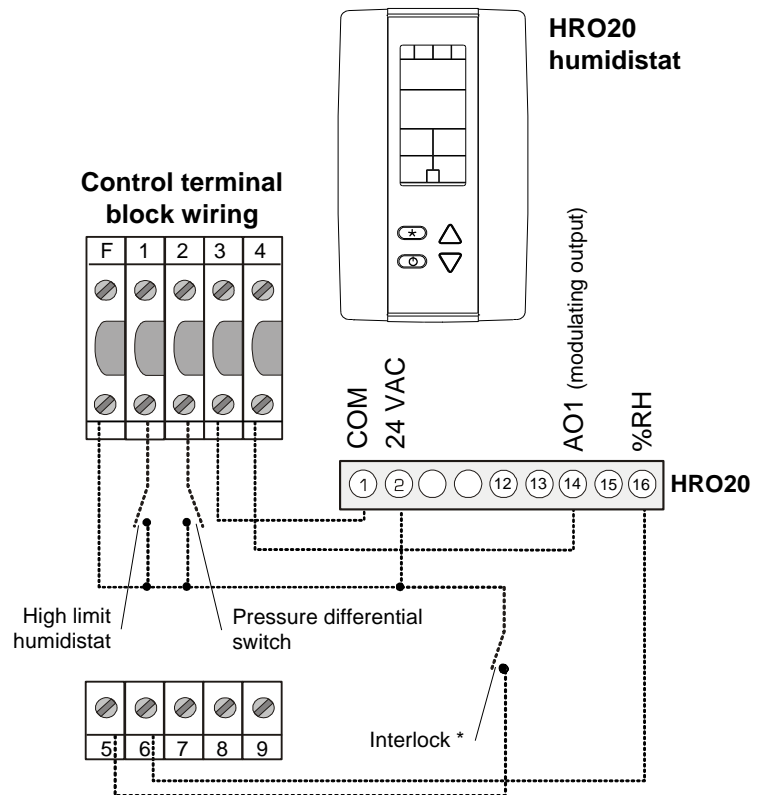 HRO20
humidistat
Control terminal
block wiring
F 1 2 3 4
COM
24 VAC
AO1 (modulating output)
%RH
1 2 12 13 14 15 16
HRO20
High limit
humidistat
Pressure differential
switch
Interlock *
5 6 7 8 9